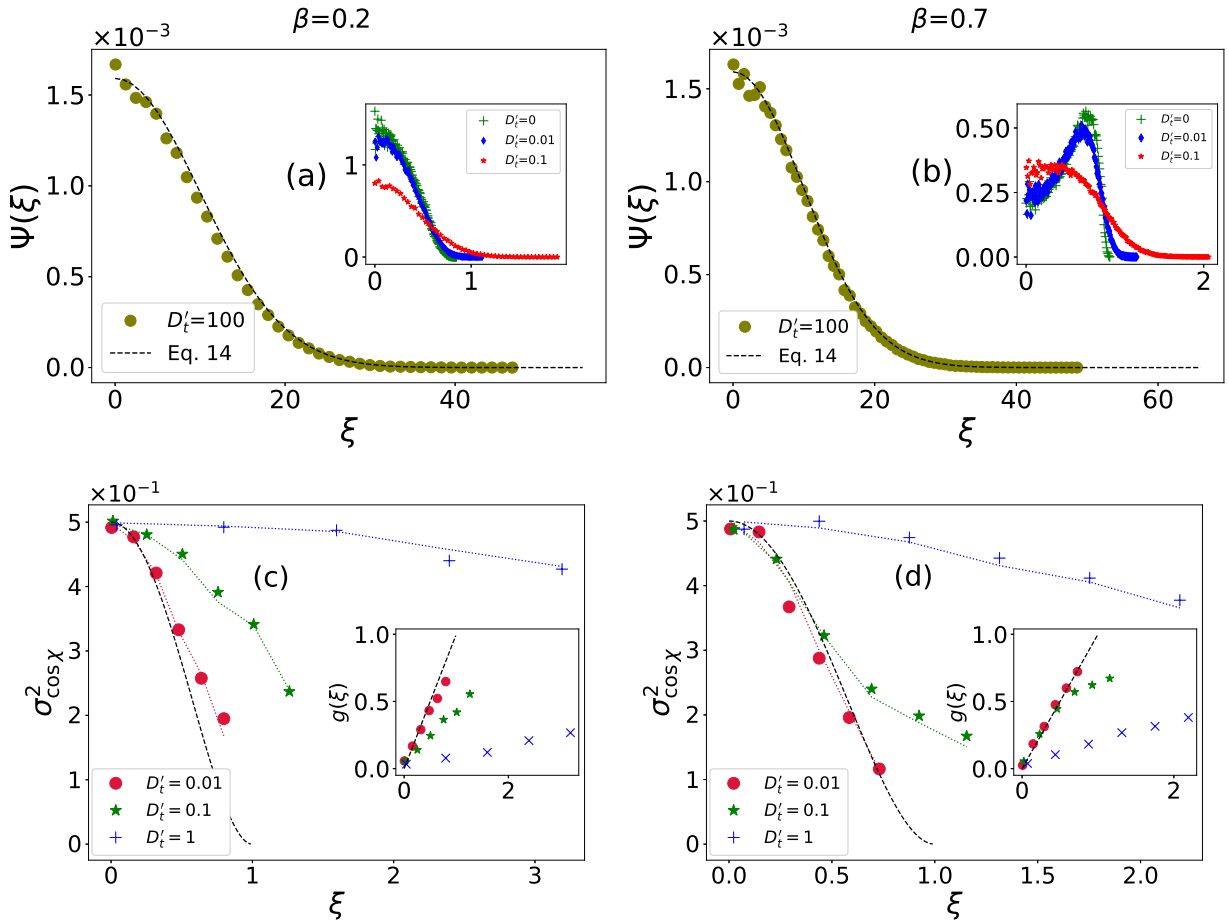 β=0.2
×10⁻³
Ψ(ξ)
1.5
1.0
0.5
0.0
0
20
40
ξ
(a)
D′ₜ=100
Eq. 14
1
0
0
1
D′ₜ=0
D′ₜ=0.01
D′ₜ=0.1
β=0.7
×10⁻³
Ψ(ξ)
1.5
1.0
0.5
0.0
0
20
40
60
ξ
(b)
D′ₜ=100
Eq. 14
0.50
0.25
0.00
0
2
D′ₜ=0
D′ₜ=0.01
D′ₜ=0.1
×10⁻¹
σ²cos χ
5
4
3
2
1
0
0
1
2
3
ξ
(c)
D′ₜ = 0.01
D′ₜ = 0.1
D′ₜ = 1
g(ξ)
1.0
0.5
0.0
0
2
×10⁻¹
σ²cos χ
5
4
3
2
1
0
0.0
0.5
1.0
1.5
2.0
ξ
(d)
D′ₜ = 0.01
D′ₜ = 0.1
D′ₜ = 1
g(ξ)
1.0
0.5
0.0
0
2